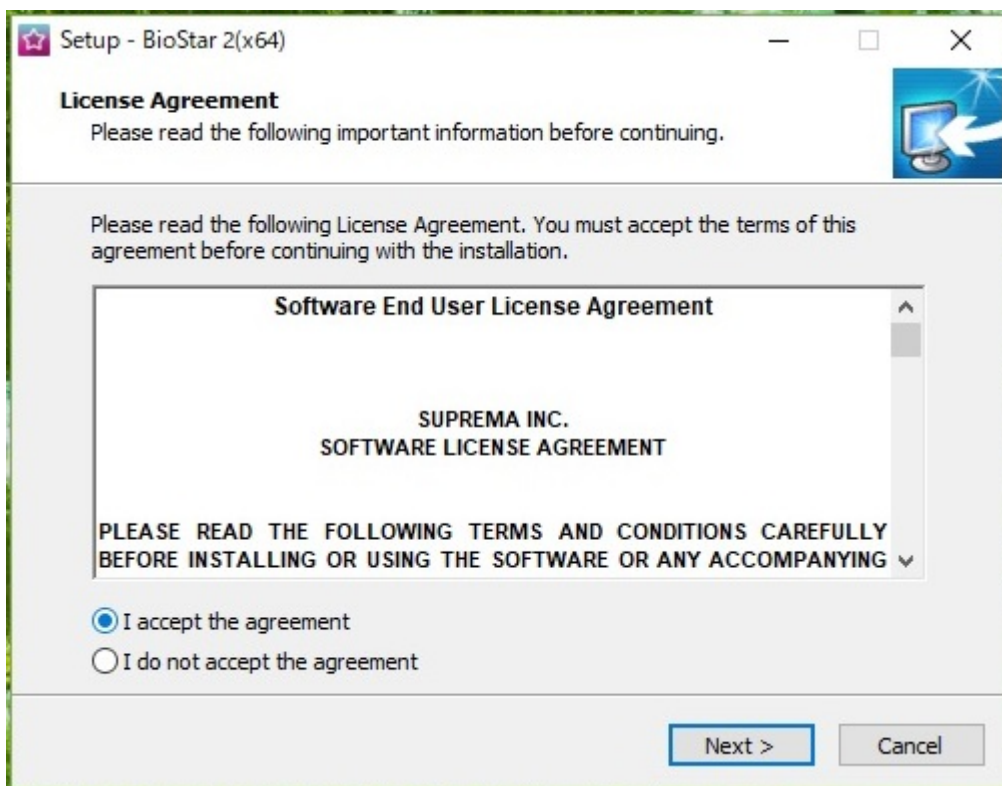 Setup - BioStar 2(x64)
License Agreement
Please read the following important information before continuing.
Please read the following License Agreement. You must accept the terms of this
agreement before continuing with the installation.
Software End User License Agreement
SUPREMA INC.
SOFTWARE LICENSE AGREEMENT
PLEASE READ THE FOLLOWING TERMS AND CONDITIONS CAREFULLY
BEFORE INSTALLING OR USING THE SOFTWARE OR ANY ACCOMPANYING
I accept the agreement
I do not accept the agreement
Next >
Cancel